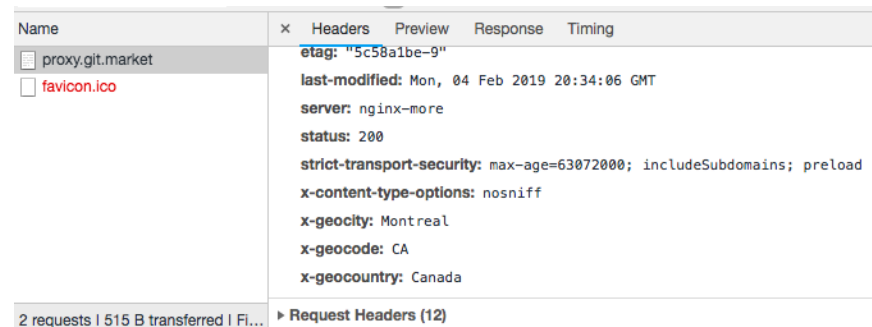 Name
× Headers Preview Response Timing
proxy.git.market
favicon.ico
etag: "5c58a1be-9"
last-modified: Mon, 04 Feb 2019 20:34:06 GMT
server: nginx-more
status: 200
strict-transport-security: max-age=63072000; includeSubdomains; preload
x-content-type-options: nosniff
x-geocity: Montreal
x-geocode: CA
x-geocountry: Canada
2 requests | 515 B transferred | Fi...
▸ Request Headers (12)